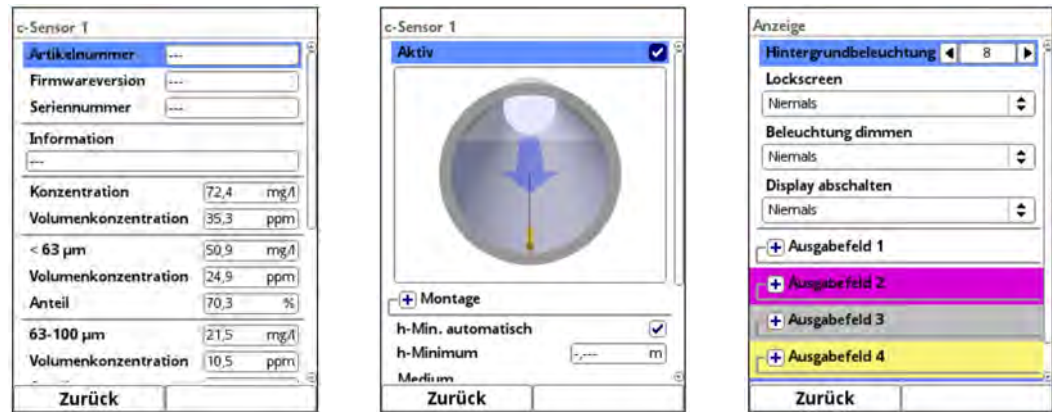 c-Sensor 1
Artikelnummer ---
Firmwareversion ---
Seriennummer ---
Information
---
Konzentration 72,4 mg/l
Volumenkonzentration 35,3 ppm
< 63 µm 50,9 mg/l
Volumenkonzentration 24,9 ppm
Anteil 70,3 %
63-100 µm 21,5 mg/l
Volumenkonzentration 10,5 ppm
Zurück
c-Sensor 1
Aktiv
Montage
h-Min. automatisch
h-Minimum -,--- m
Medium
Zurück
Anzeige
Hintergrundbeleuchtung 8
Lockscreen
Niemals
Beleuchtung dimmen
Niemals
Display abschalten
Niemals
Ausgabefeld 1
Ausgabefeld 2
Ausgabefeld 3
Ausgabefeld 4
Zurück